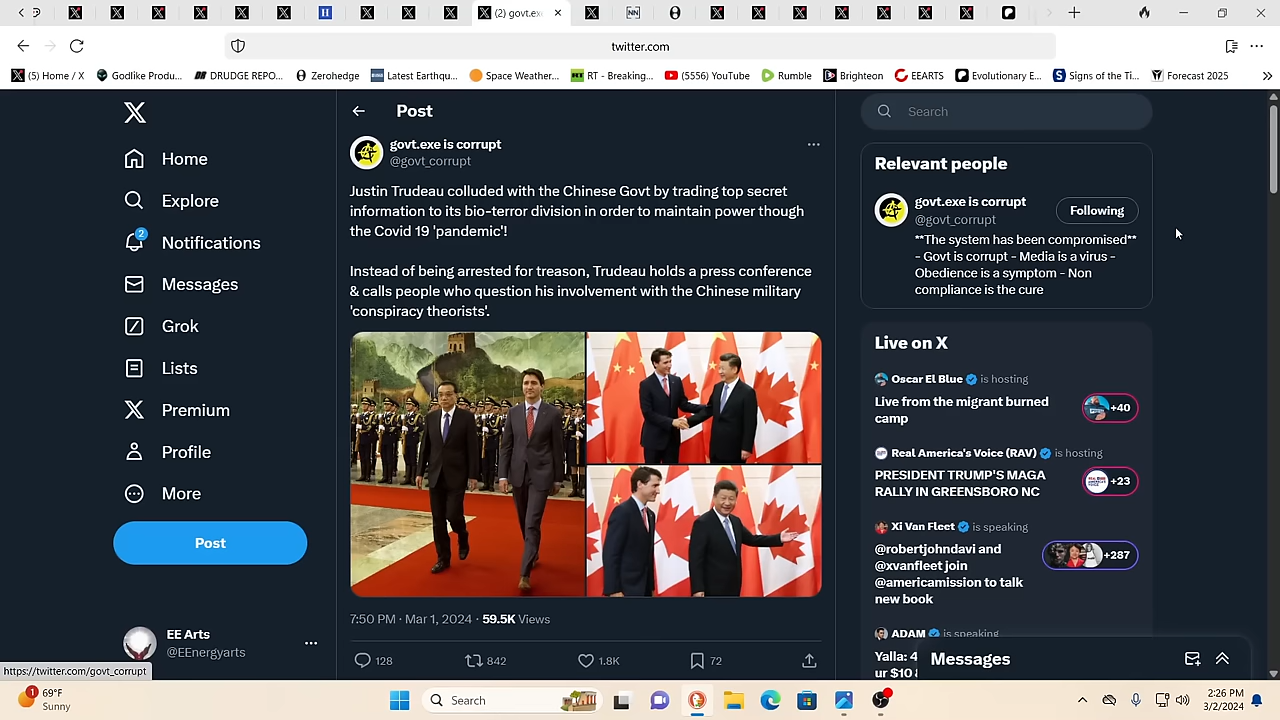 (2) govt.exe
twitter.com
(5) Home / X
Godlike Produ...
DRUDGE REPO...
Zerohedge
Latest Earthqu...
Space Weather...
RT - Breaking...
(5556) YouTube
Rumble
Brighteon
EEARTS
Evolutionary E...
Signs of the Ti...
Forecast 2025
Home
Explore
2
Notifications
Messages
Grok
Lists
Premium
Profile
More
Post
EE Arts
@EEnergyarts
https://twitter.com/govt_corrupt
Post
govt.exe is corrupt
@govt_corrupt
Justin Trudeau colluded with the Chinese Govt by trading top secret
information to its bio-terror division in order to maintain power though
the Covid 19 'pandemic'!
Instead of being arrested for treason, Trudeau holds a press conference
& calls people who question his involvement with the Chinese military
'conspiracy theorists'.
7:50 PM · Mar 1, 2024 · 59.5K Views
128
842
1.8K
72
Search
Relevant people
govt.exe is corrupt
@govt_corrupt
Following
**The system has been compromised**
- Govt is corrupt - Media is a virus -
Obedience is a symptom - Non
compliance is the cure
Live on X
Oscar El Blue is hosting
Live from the migrant burned
camp
+40
Real America's Voice (RAV) is hosting
PRESIDENT TRUMP'S MAGA
RALLY IN GREENSBORO NC
+23
Xi Van Fleet is speaking
@robertjohndavi and
@xvanfleet join
@americamission to talk
new book
+287
ADAM is speaking
Yalla: 4
ur $10
Messages
1
69°F
Sunny
Search
2:26 PM
3/2/2024